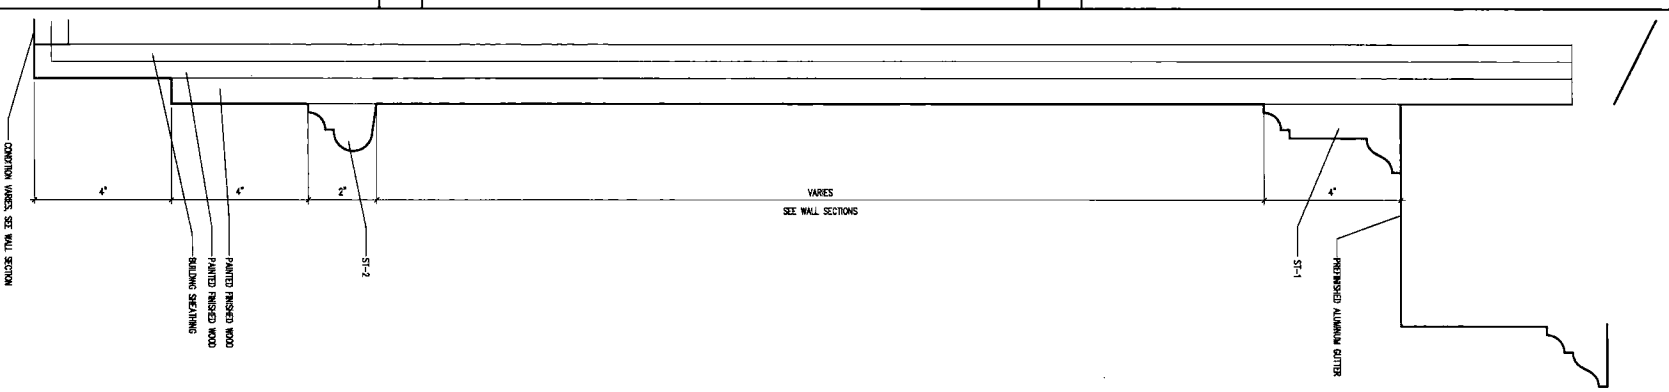 4"
4"
2"
VARIES
SEE WALL SECTIONS
4"
CONDITION VARIES, SEE WALL SECTION
BUILDING SHEATHING
PAINTED FINISHED WOOD
PAINTED FINISHED WOOD
ST-2
ST-1
PREFINISHED ALUMINUM GUTTER